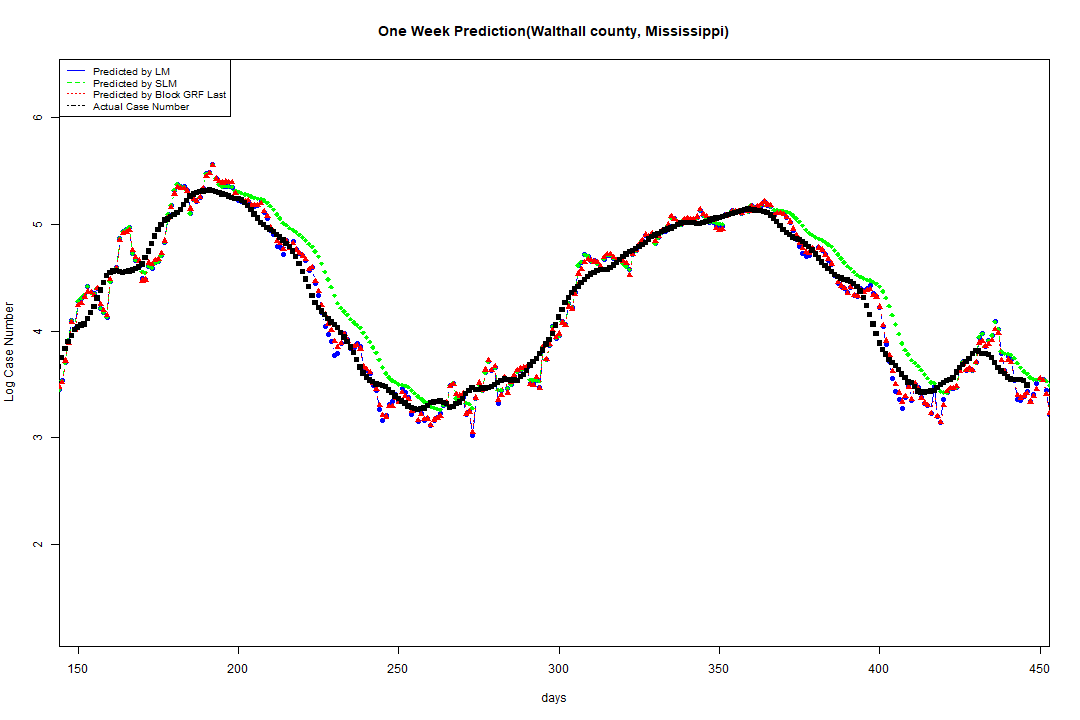 One Week Prediction(Walthall county, Mississippi)
Predicted by LM
Predicted by SLM
Predicted by Block GRF Last
Actual Case Number
6
5
4
3
2
Log Case Number
150 200 250 300 350 400 450
days